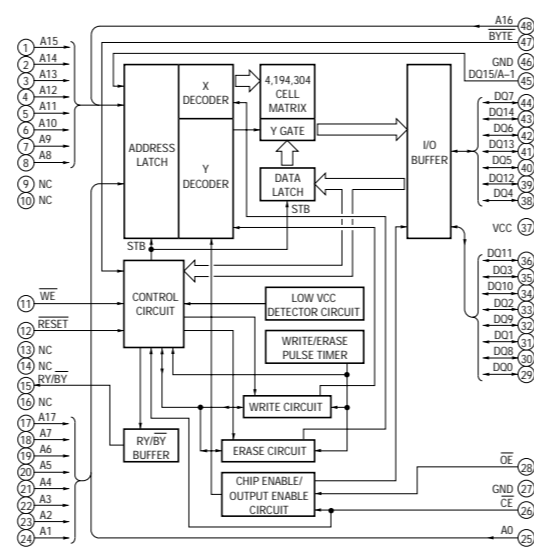 1 A15
2 A14
3 A13
4 A12
5 A11
6 A10
7 A9
8 A8
9 NC
10 NC
11 WE
12 RESET
13 NC
14 NC
15 RY/BY
16 NC
17 A17
18 A7
19 A6
20 A5
21 A4
22 A3
23 A2
24 A1
ADDRESS
LATCH
X
DECODER
Y
DECODER
4,194,304
CELL
MATRIX
Y GATE
DATA
LATCH
STB
STB
I/O
BUFFER
CONTROL
CIRCUIT
LOW VCC
DETECTOR CIRCUIT
WRITE/ERASE
PULSE TIMER
WRITE CIRCUIT
RY/BY
BUFFER
ERASE CIRCUIT
CHIP ENABLE/
OUTPUT ENABLE
CIRCUIT
A16 48
BYTE 47
GND 46
DQ15/A–1 45
DQ7 44
DQ14 43
DQ6 42
DQ13 41
DQ5 40
DQ12 39
DQ4 38
VCC 37
DQ11 36
DQ3 35
DQ10 34
DQ2 33
DQ9 32
DQ1 31
DQ8 30
DQ0 29
OE 28
GND 27
CE 26
A0 25